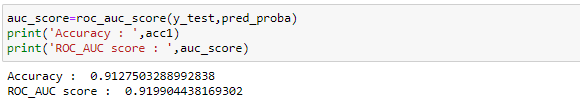 auc_score=roc_auc_score(y_test,pred_proba)
print('Accuracy : ',acc1)
print('ROC_AUC score : ',auc_score)
Accuracy :  0.9127503288992838
ROC_AUC score :  0.919904438169302